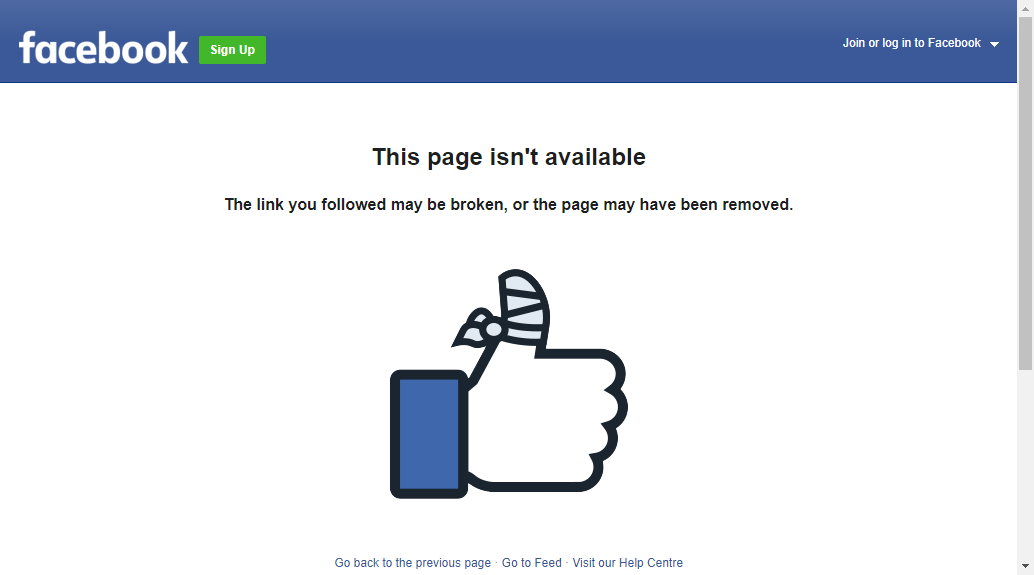 facebook
Sign Up
Join or log in to Facebook
This page isn't available
The link you followed may be broken, or the page may have been removed.
Go back to the previous page · Go to Feed · Visit our Help Centre